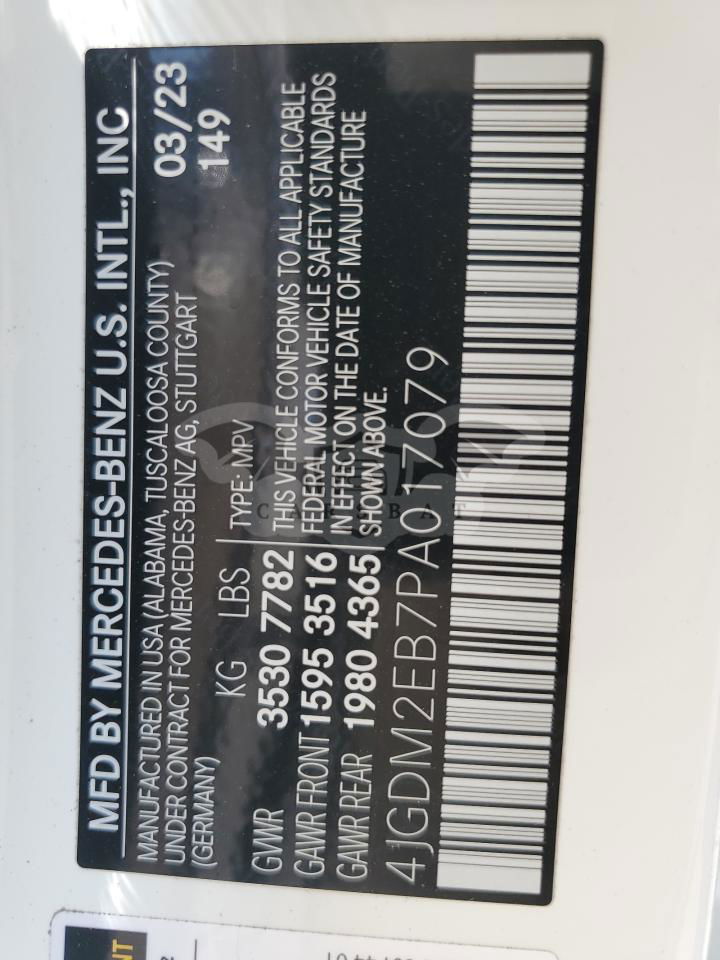 MFD BY MERCEDES-BENZ U.S. INTL., INC
MANUFACTURED IN USA (ALABAMA, TUSCALOOSA COUNTY) 03/23
UNDER CONTRACT FOR MERCEDES-BENZ AG, STUTTGART 149
(GERMANY)
KG LBS TYPE: MPV
GVWR 3530 7782 THIS VEHICLE CONFORMS TO ALL APPLICABLE
GAWR FRONT 1595 3516 FEDERAL MOTOR VEHICLE SAFETY STANDARDS
GAWR REAR 1980 4365 IN EFFECT ON THE DATE OF MANUFACTURE
SHOWN ABOVE.
4JGDM2EB7PA017079